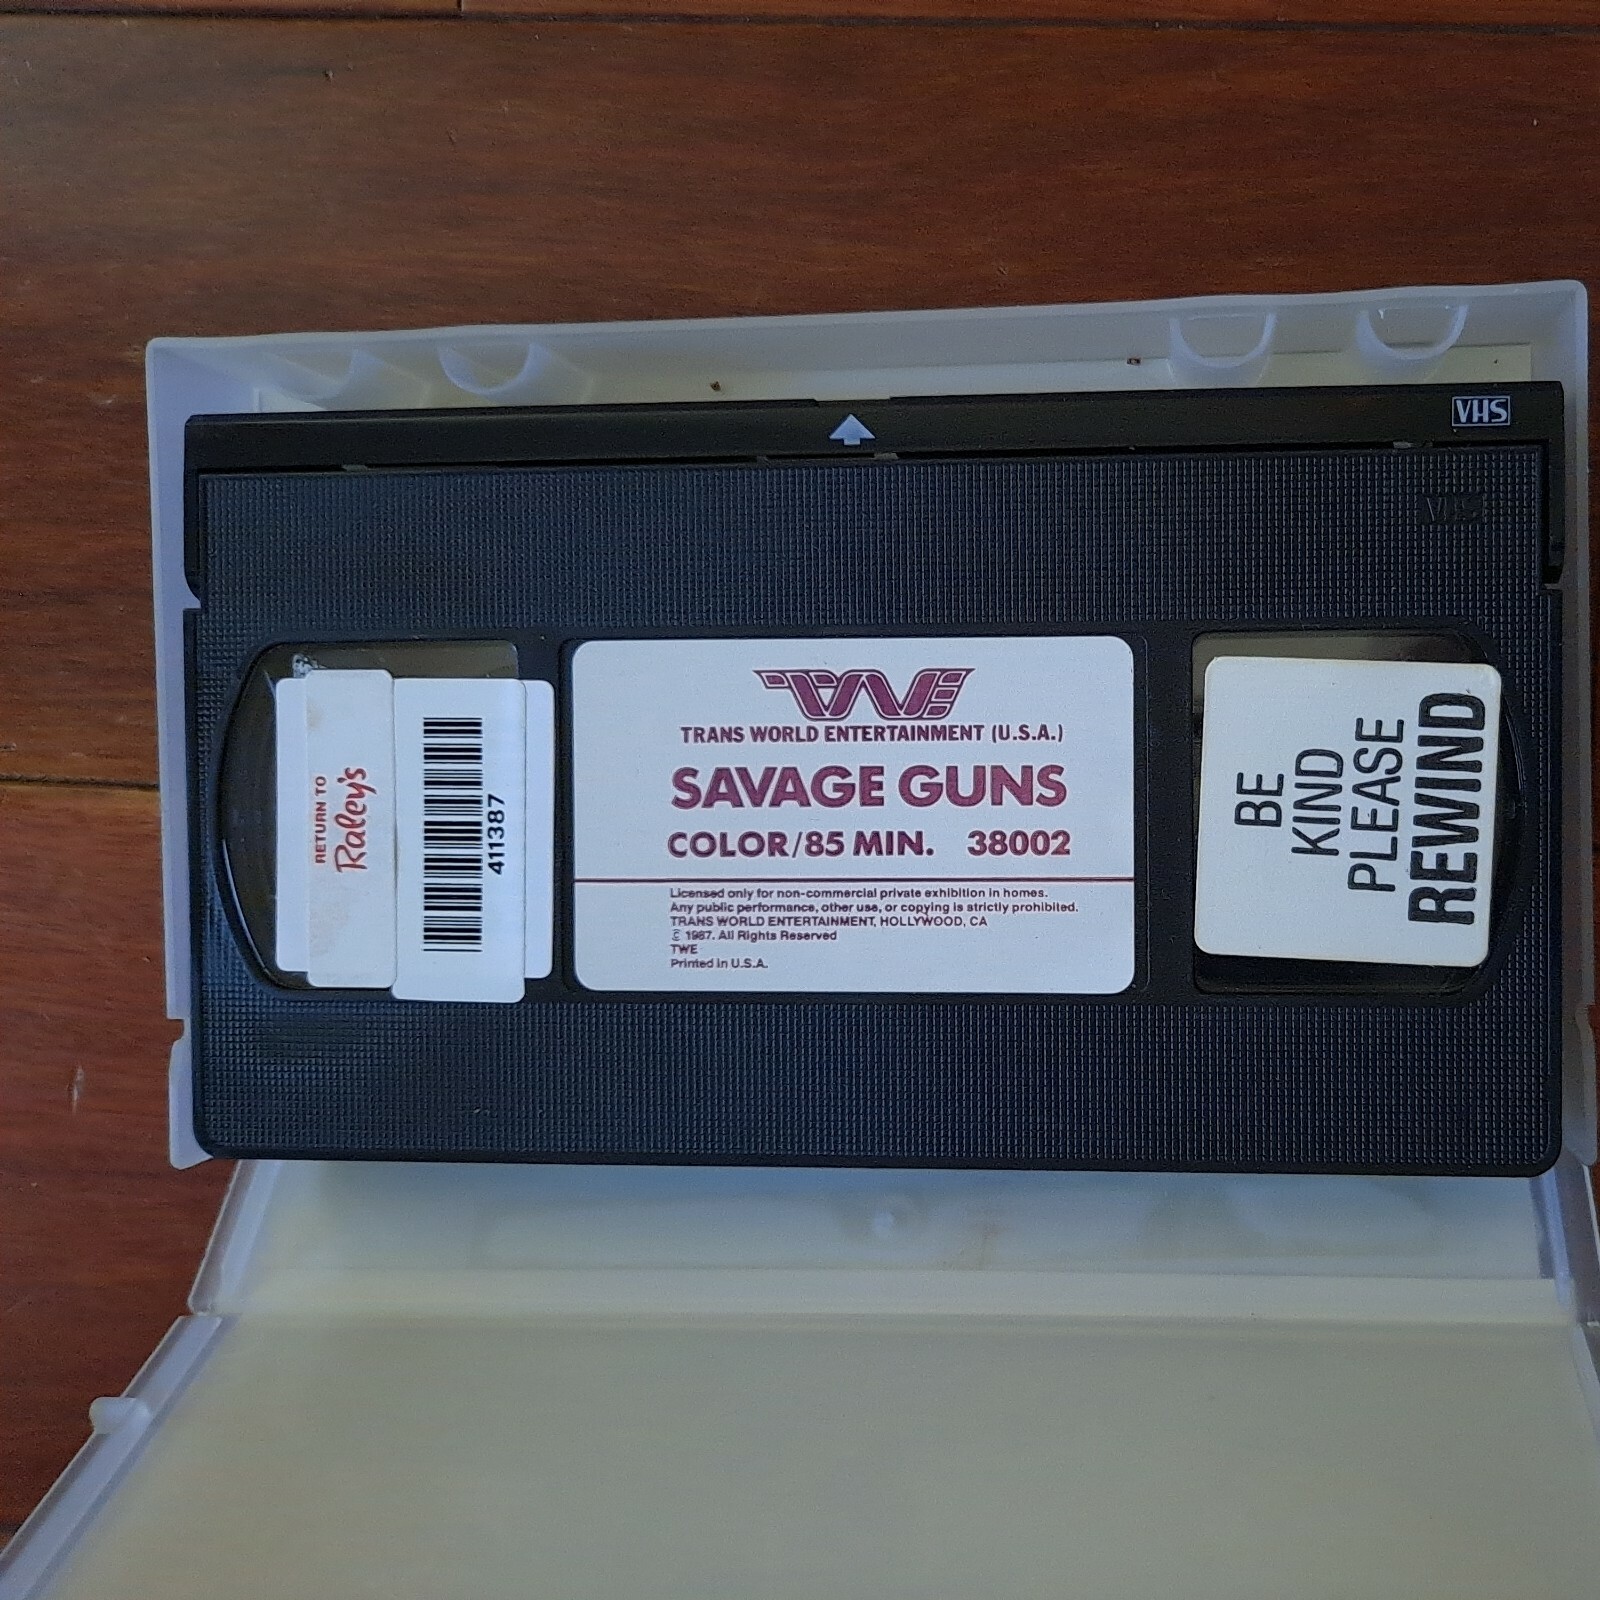 VHS
VHS
RETURN TO
Raley's
411387
TWE
TRANS WORLD ENTERTAINMENT (U.S.A.)
SAVAGE GUNS
COLOR/85 MIN. 38002
Licensed only for non-commercial private exhibition in homes.
Any public performance, other use, or copying is strictly prohibited.
TRANS WORLD ENTERTAINMENT, HOLLYWOOD, CA
© 1987. All Rights Reserved
TWE
Printed in U.S.A.
BE
KIND
PLEASE
REWIND